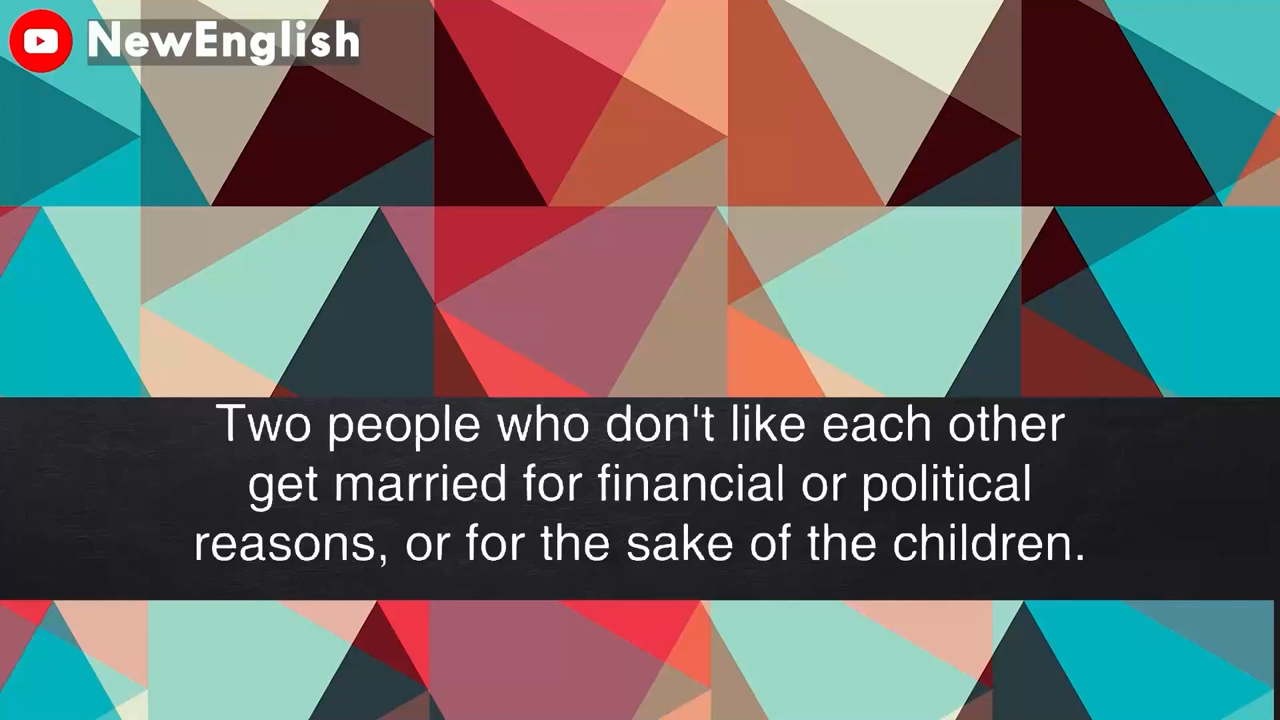 NewEnglish
Two people who don't like each other
get married for financial or political
reasons, or for the sake of the children.